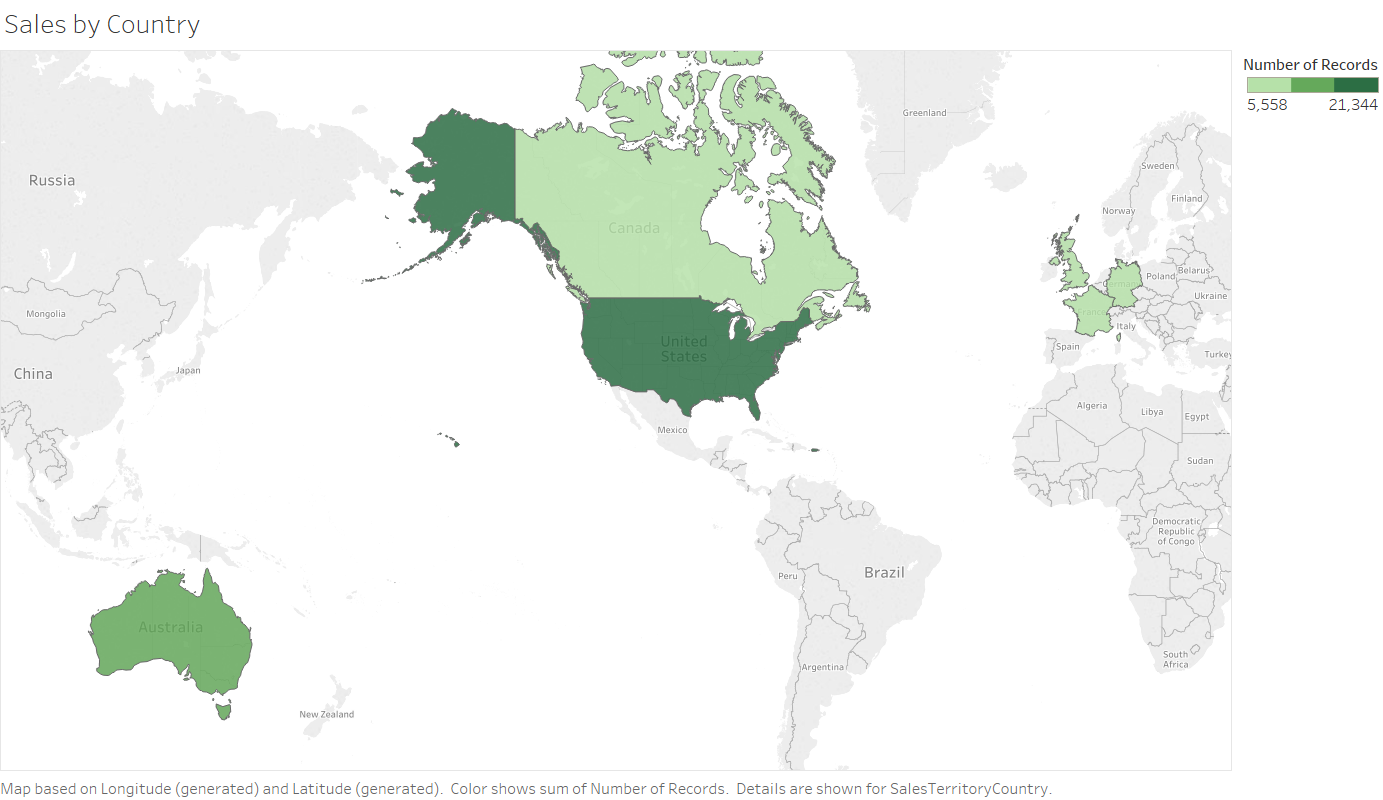 Sales by Country
Number of Records
5,558 21,344
Greenland
Russia
Sweden
Finland
Norway
Canada
Poland
Belarus
Germany
Ukraine
Mongolia
France
Italy
United
States
Spain
Turkey
Japan
China
Algeria
Libya
Egypt
Mexico
Sudan
Democratic
Republic
of Congo
Brazil
Peru
Australia
South
Africa
Argentina
New Zealand
Map based on Longitude (generated) and Latitude (generated).  Color shows sum of Number of Records.  Details are shown for SalesTerritoryCountry.